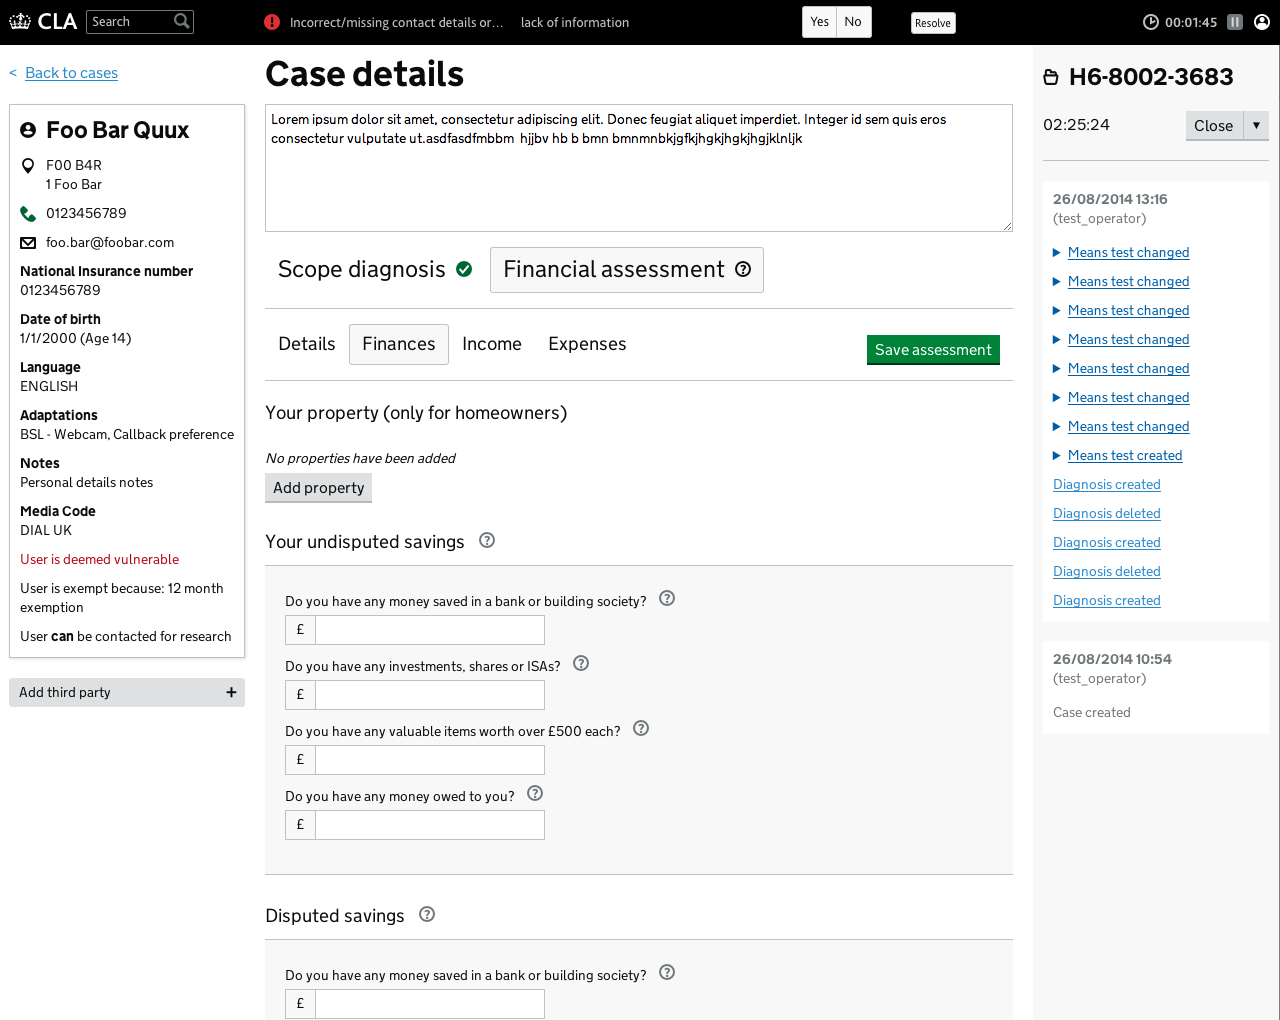 CLA
Search
Incorrect/missing contact details or... lack of information
Yes No
Resolve
00:01:45
< Back to cases
Foo Bar Quux
F00 B4R
1 Foo Bar
0123456789
foo.bar@foobar.com
National Insurance number
0123456789
Date of birth
1/1/2000 (Age 14)
Language
ENGLISH
Adaptations
BSL - Webcam, Callback preference
Notes
Personal details notes
Media Code
DIAL UK
User is deemed vulnerable
User is exempt because: 12 month
exemption
User can be contacted for research
Add third party +
Case details
Lorem ipsum dolor sit amet, consectetur adipiscing elit. Donec feugiat aliquet imperdiet. Integer id sem quis eros
consectetur vulputate ut.asdfasdfmbbm hjjbv hb b bmn bmnmnbkjgfkjhgkjhgkjhgjklnljk
Scope diagnosis
Financial assessment ?
Details Finances Income Expenses
Save assessment
Your property (only for homeowners)
No properties have been added
Add property
Your undisputed savings ?
Do you have any money saved in a bank or building society? ?
£
Do you have any investments, shares or ISAs? ?
£
Do you have any valuable items worth over £500 each? ?
£
Do you have any money owed to you? ?
£
Disputed savings ?
Do you have any money saved in a bank or building society? ?
£
H6-8002-3683
02:25:24
Close ▼
26/08/2014 13:16
(test_operator)
Means test changed
Means test changed
Means test changed
Means test changed
Means test changed
Means test changed
Means test changed
Means test created
Diagnosis created
Diagnosis deleted
Diagnosis created
Diagnosis deleted
Diagnosis created
26/08/2014 10:54
(test_operator)
Case created